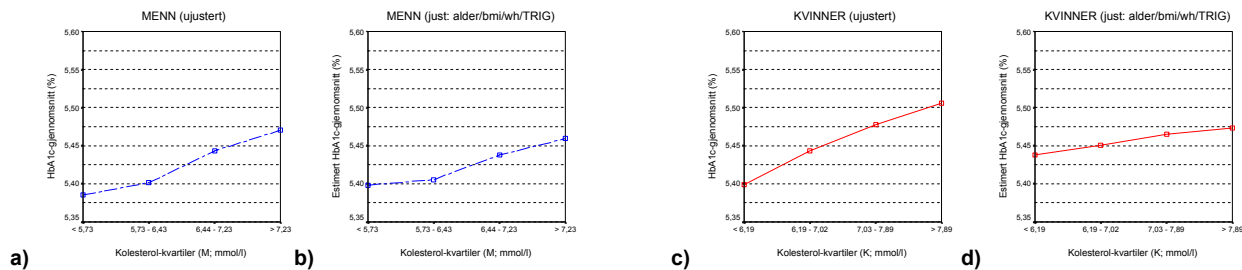 MENN (ujustert)
HbA1c-gjennomsnitt (%)
5,60
5,55
5,50
5,45
5,40
5,35
< 5,73
5,73 - 6,43
6,44 - 7,23
> 7,23
a)
Kolesterol-kvartiler (M; mmol/l)
MENN (just: alder/bmi/wh/TRIG)
Estimert HbA1c-gjennomsnitt (%)
5,60
5,55
5,50
5,45
5,40
5,35
< 5,73
5,73 - 6,43
6,44 - 7,23
> 7,23
b)
Kolesterol-kvartiler (M; mmol/l)
KVINNER (ujustert)
HbA1c-gjennomsnitt (%)
5,60
5,55
5,50
5,45
5,40
5,35
< 6,19
6,19 - 7,02
7,03 - 7,89
> 7,89
c)
Kolesterol-kvartiler (K; mmol/l)
KVINNER (just: alder/bmi/wh/TRIG)
Estimert HbA1c-gjennomsnitt (%)
5,60
5,55
5,50
5,45
5,40
5,35
< 6,19
6,19 - 7,02
7,03 - 7,89
> 7,89
d)
Kolesterol-kvartiler (K; mmol/l)